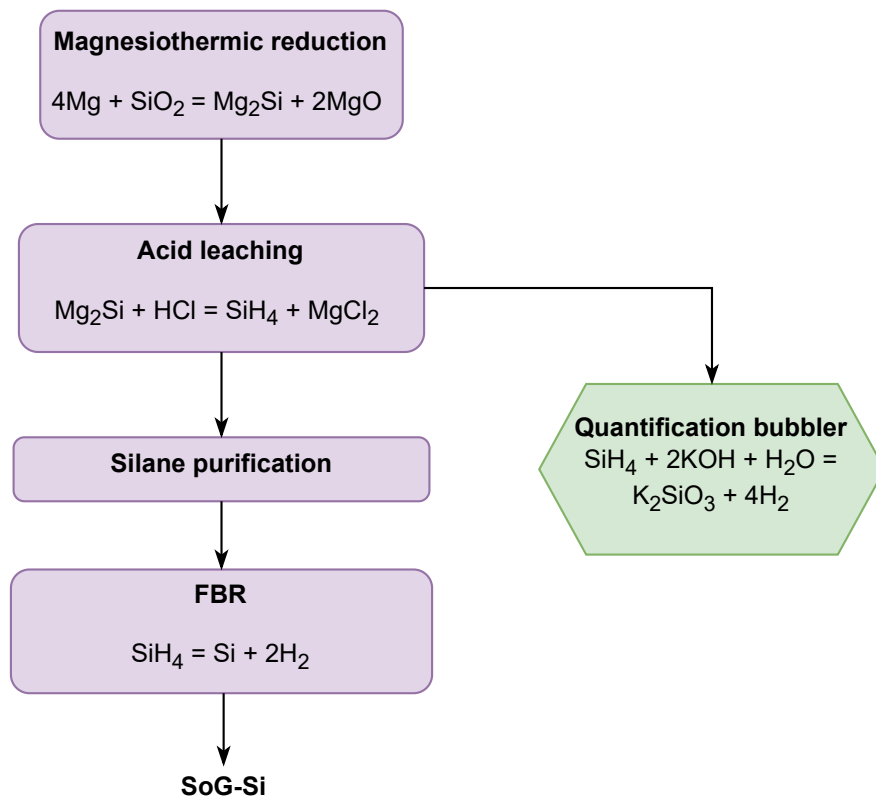 Magnesiothermic reduction
4Mg + SiO₂ = Mg₂Si + 2MgO
Acid leaching
Mg₂Si + HCl = SiH₄ + MgCl₂
Quantification bubbler
SiH₄ + 2KOH + H₂O =
K₂SiO₃ + 4H₂
Silane purification
FBR
SiH₄ = Si + 2H₂
SoG-Si